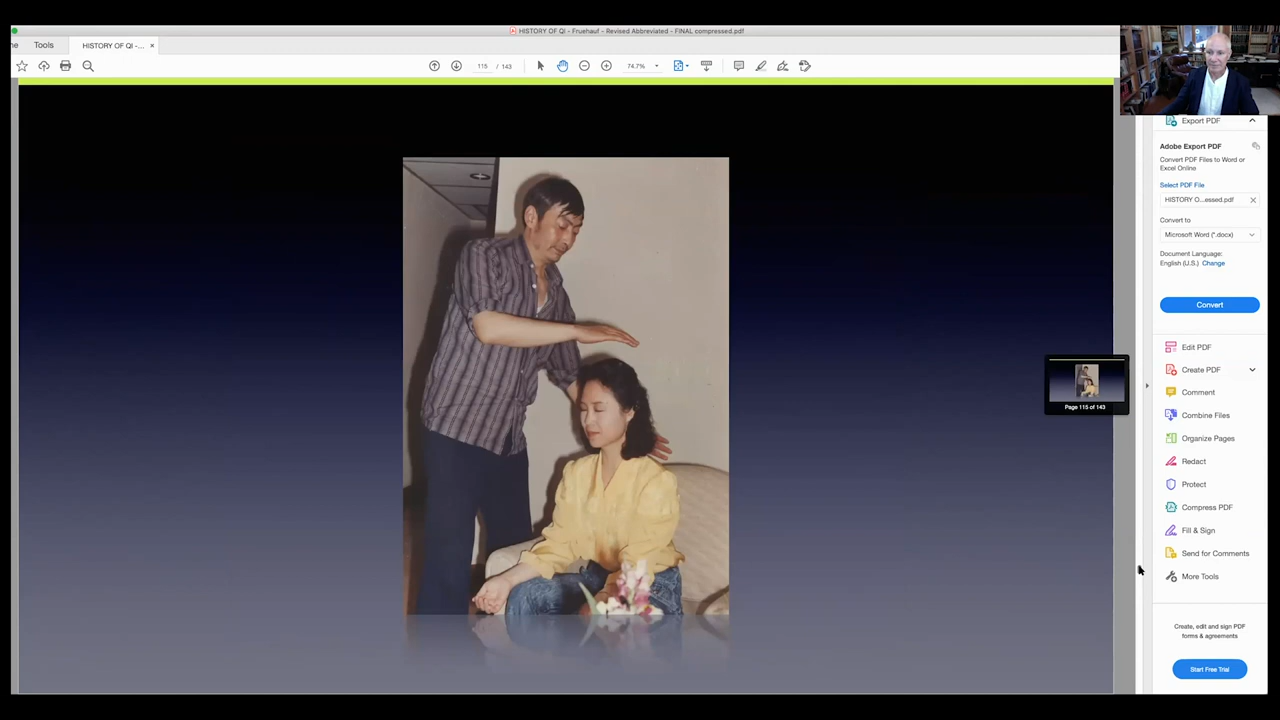 HISTORY OF QI - Fruehauf - Revised Abbreviated - FINAL compressed.pdf
Tools
HISTORY OF QI -...
115 / 143
74.7%
Export PDF
Adobe Export PDF
Convert PDF Files to Word or
Excel Online
Select PDF File
HISTORY O...essed.pdf
Convert to
Microsoft Word (*.docx)
Document Language:
English (U.S.) Change
Convert
Edit PDF
Create PDF
Page 115 of 143
Comment
Combine Files
Organize Pages
Redact
Protect
Compress PDF
Fill & Sign
Send for Comments
More Tools
Create, edit and sign PDF
forms & agreements
Start Free Trial